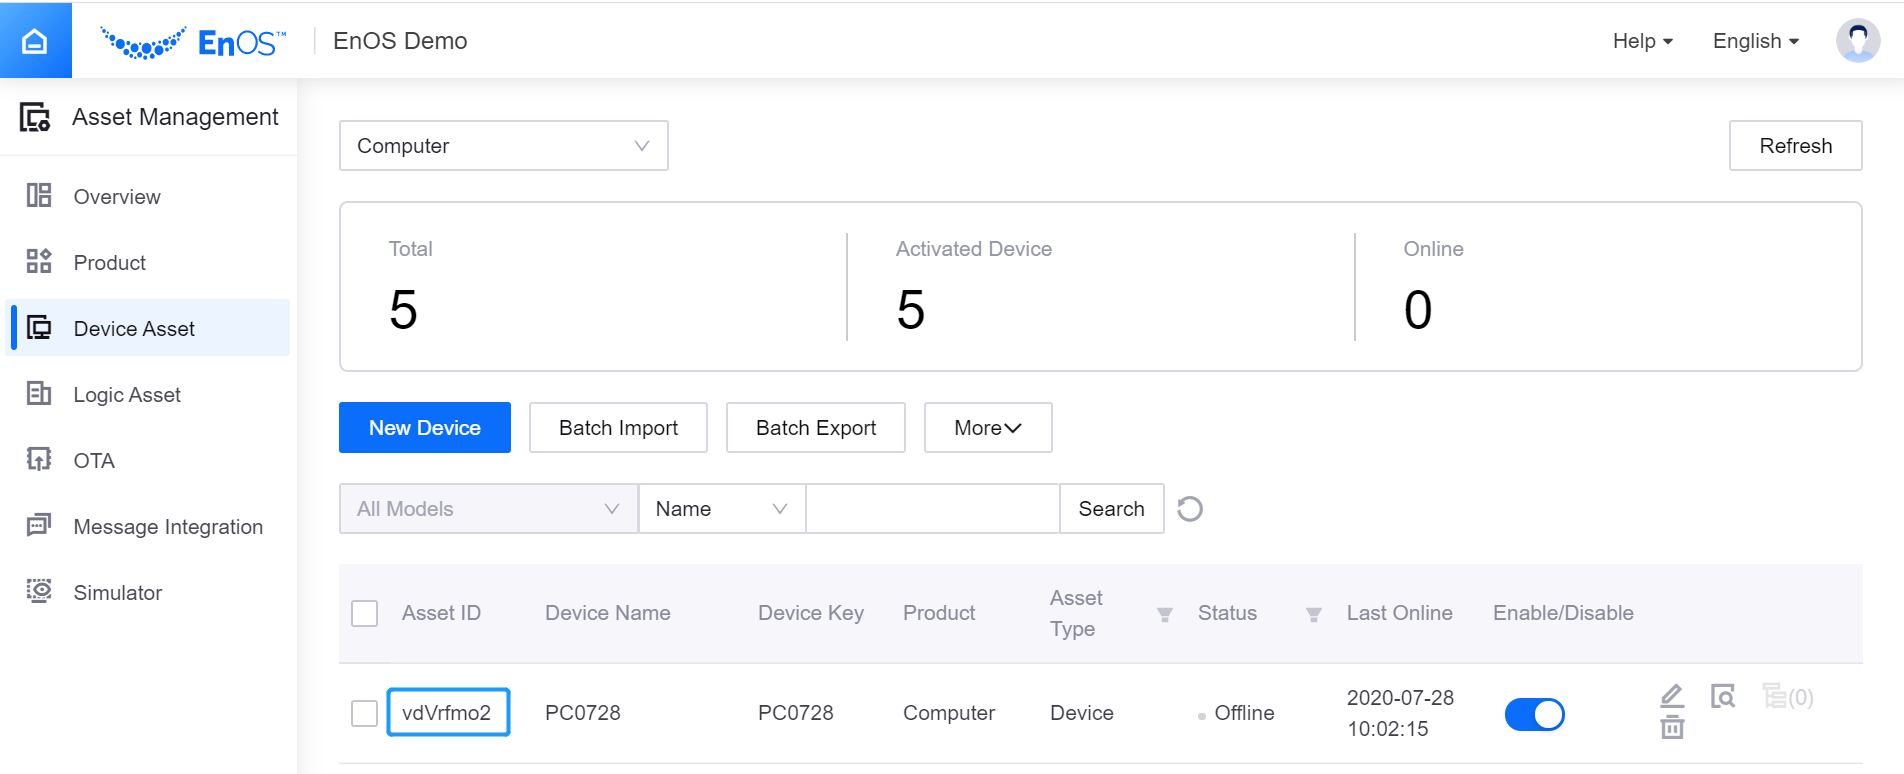 EnOS™ EnOS Demo Help English
Asset Management
Overview
Product
Device Asset
Logic Asset
OTA
Message Integration
Simulator
Computer Refresh
Total Activated Device Online
5 5 0
New Device Batch Import Batch Export More
All Models Name Search
Asset ID Device Name Device Key Product Asset Type Status Last Online Enable/Disable
vdVrfmo2 PC0728 PC0728 Computer Device Offline 2020-07-28 10:02:15 (0)